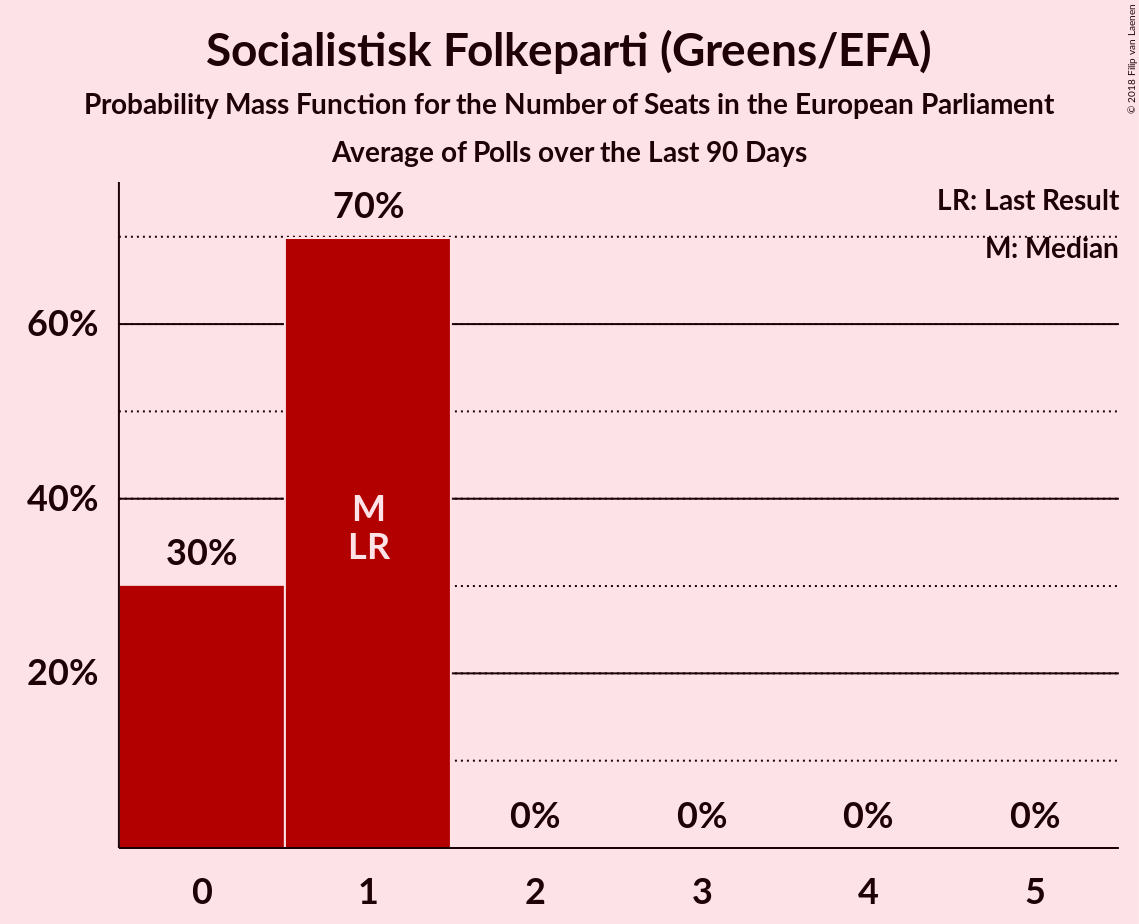 Socialistisk Folkeparti (Greens/EFA)
Probability Mass Function for the Number of Seats in the European Parliament
Average of Polls over the Last 90 Days
© 2018 Filip van Laenen
LR: Last Result
M: Median
70%
60%
40%
M
LR
30%
20%
0% 0% 0% 0%
0 1 2 3 4 5